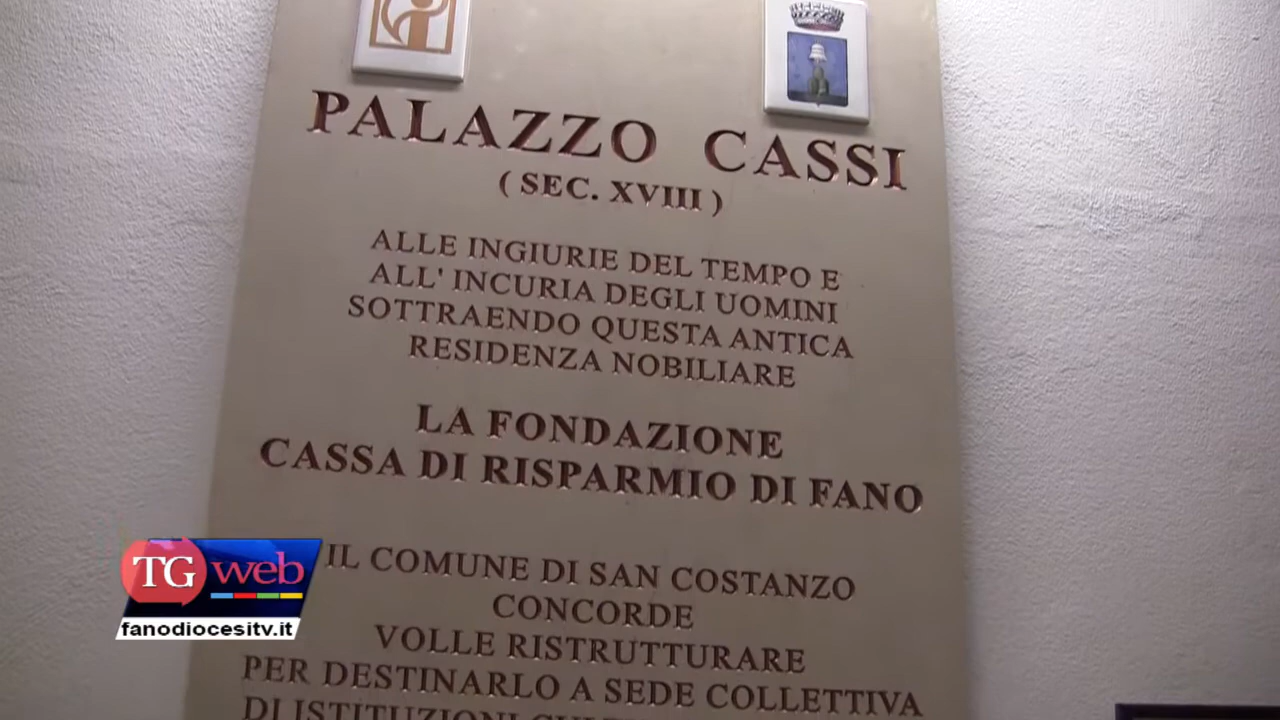 PALAZZO CASSI
( SEC. XVIII )
ALLE INGIURIE DEL TEMPO E
ALL' INCURIA DEGLI UOMINI
SOTTRAENDO QUESTA ANTICA
RESIDENZA NOBILIARE
LA FONDAZIONE
CASSA DI RISPARMIO DI FANO
IL COMUNE DI SAN COSTANZO
CONCORDE
VOLLE RISTRUTTURARE
PER DESTINARLO A SEDE COLLETTIVA
DI ISTITUZIONI
TG web
fanodiocesitv.it